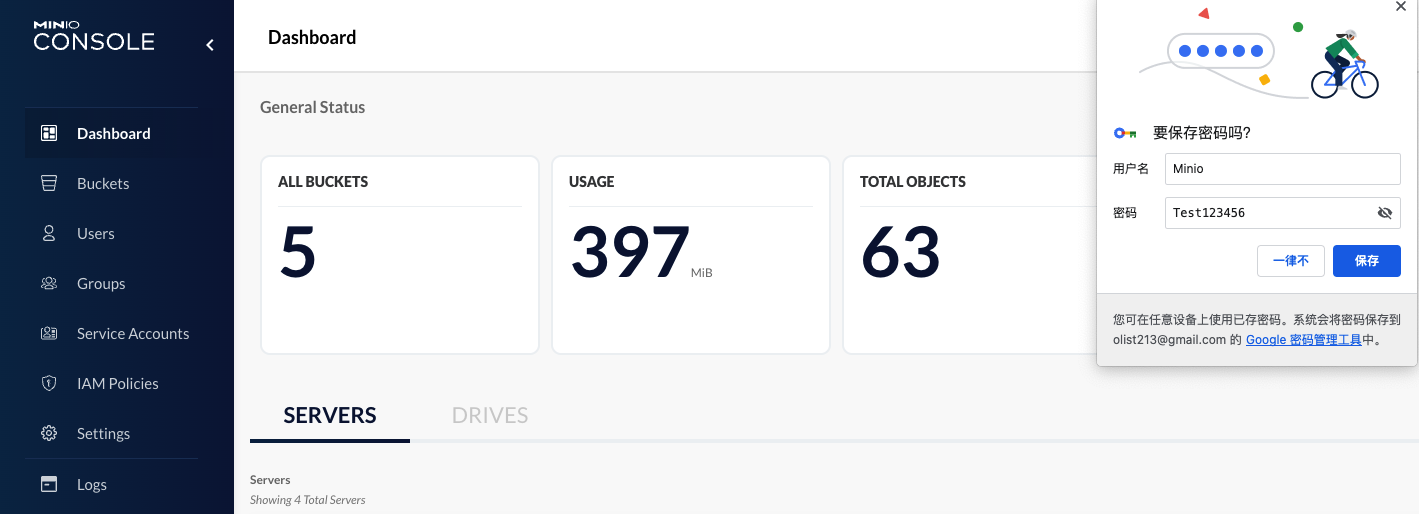 MINIO
CONSOLE
Dashboard
Buckets
Users
Groups
Service Accounts
IAM Policies
Settings
Logs
Dashboard
General Status
ALL BUCKETS
5
USAGE
397 MiB
TOTAL OBJECTS
63
SERVERS
DRIVES
Servers
Showing 4 Total Servers
要保存密码吗?
用户名 Minio
密码 Test123456
一律不 保存
您可在任意设备上使用已存密码。系统会将密码保存到
olist213@gmail.com 的 Google 密码管理工具中。